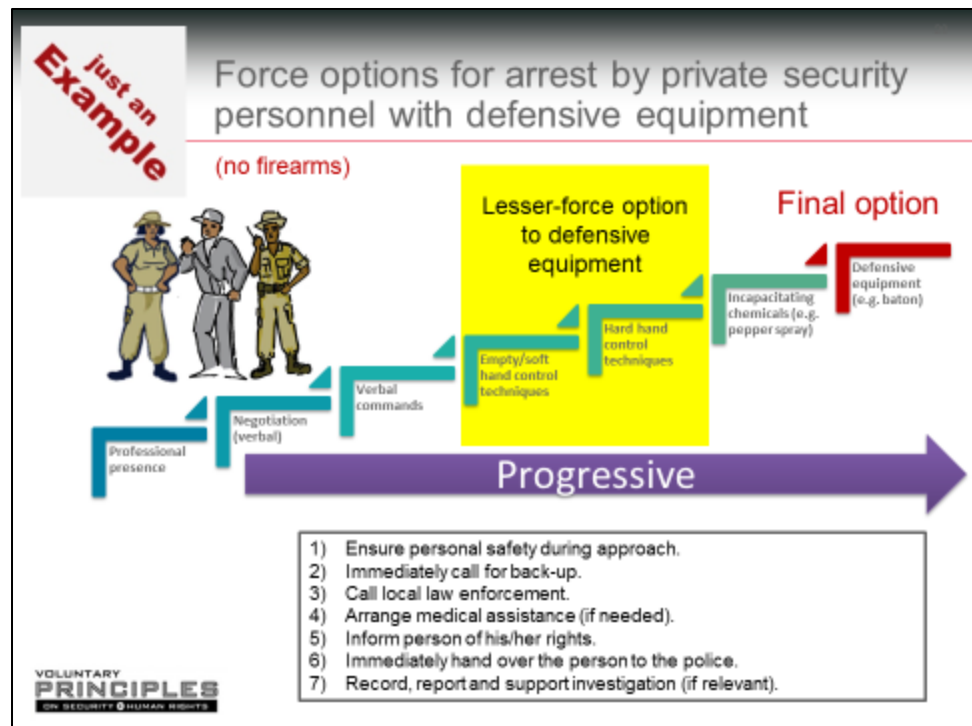 just an
Example
Force options for arrest by private security
personnel with defensive equipment
(no firearms)
Lesser-force option
to defensive
equipment
Final option
Professional
presence
Negotiation
(verbal)
Verbal
commands
Empty/soft
hand control
techniques
Hard hand
control
techniques
Incapacitating
chemicals (e.g.
pepper spray)
Defensive
equipment
(e.g. baton)
Progressive
1) Ensure personal safety during approach.
2) Immediately call for back-up.
3) Call local law enforcement.
4) Arrange medical assistance (if needed).
5) Inform person of his/her rights.
6) Immediately hand over the person to the police.
7) Record, report and support investigation (if relevant).
VOLUNTARY
PRINCIPLES
ON SECURITY + HUMAN RIGHTS